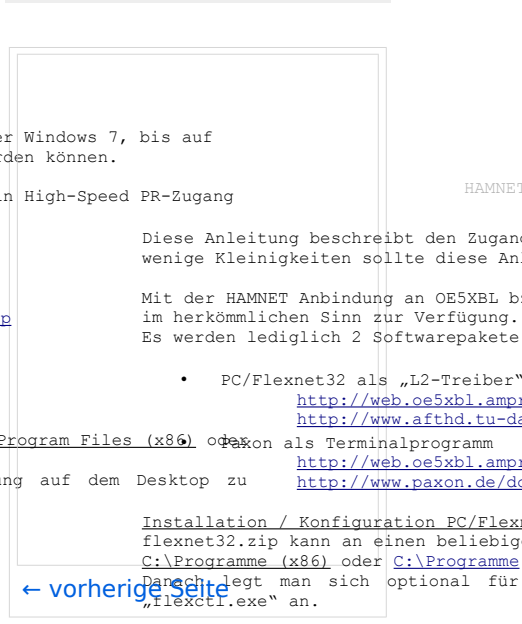 er Windows 7, bis auf
rden können.
n High-Speed PR-Zugang
HAMNET
Diese Anleitung beschreibt den Zugang
wenige Kleinigkeiten sollte diese An
Mit der HAMNET Anbindung an OE5XBL b
p
im herkömmlichen Sinn zur Verfügung.
Es werden lediglich 2 Softwarepakete
• PC/Flexnet32 als „L2-Treiber“
http://web.oe5xbl.ampr
http://www.afthd.tu-da
Program Files (x86) oder
• Paxon als Terminalprogramm
http://web.oe5xbl.ampr
ng auf dem Desktop zu
http://www.paxon.de/do
Installation / Konfiguration PC/Flexn
flexnet32.zip kann an einen beliebige
C:\Programme (x86) oder C:\Programme
Danach legt man sich optional für
← vorherige Seite
„flexctl.exe“ an.